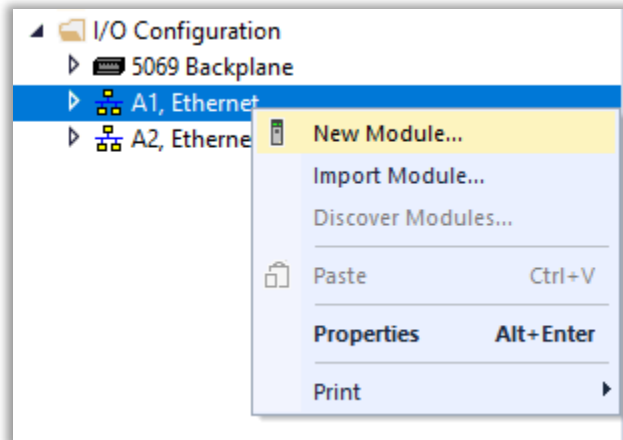 I/O Configuration
5069 Backplane
A1, Ethernet
A2, Etherne
New Module...
Import Module...
Discover Modules...
Paste Ctrl+V
Properties Alt+Enter
Print